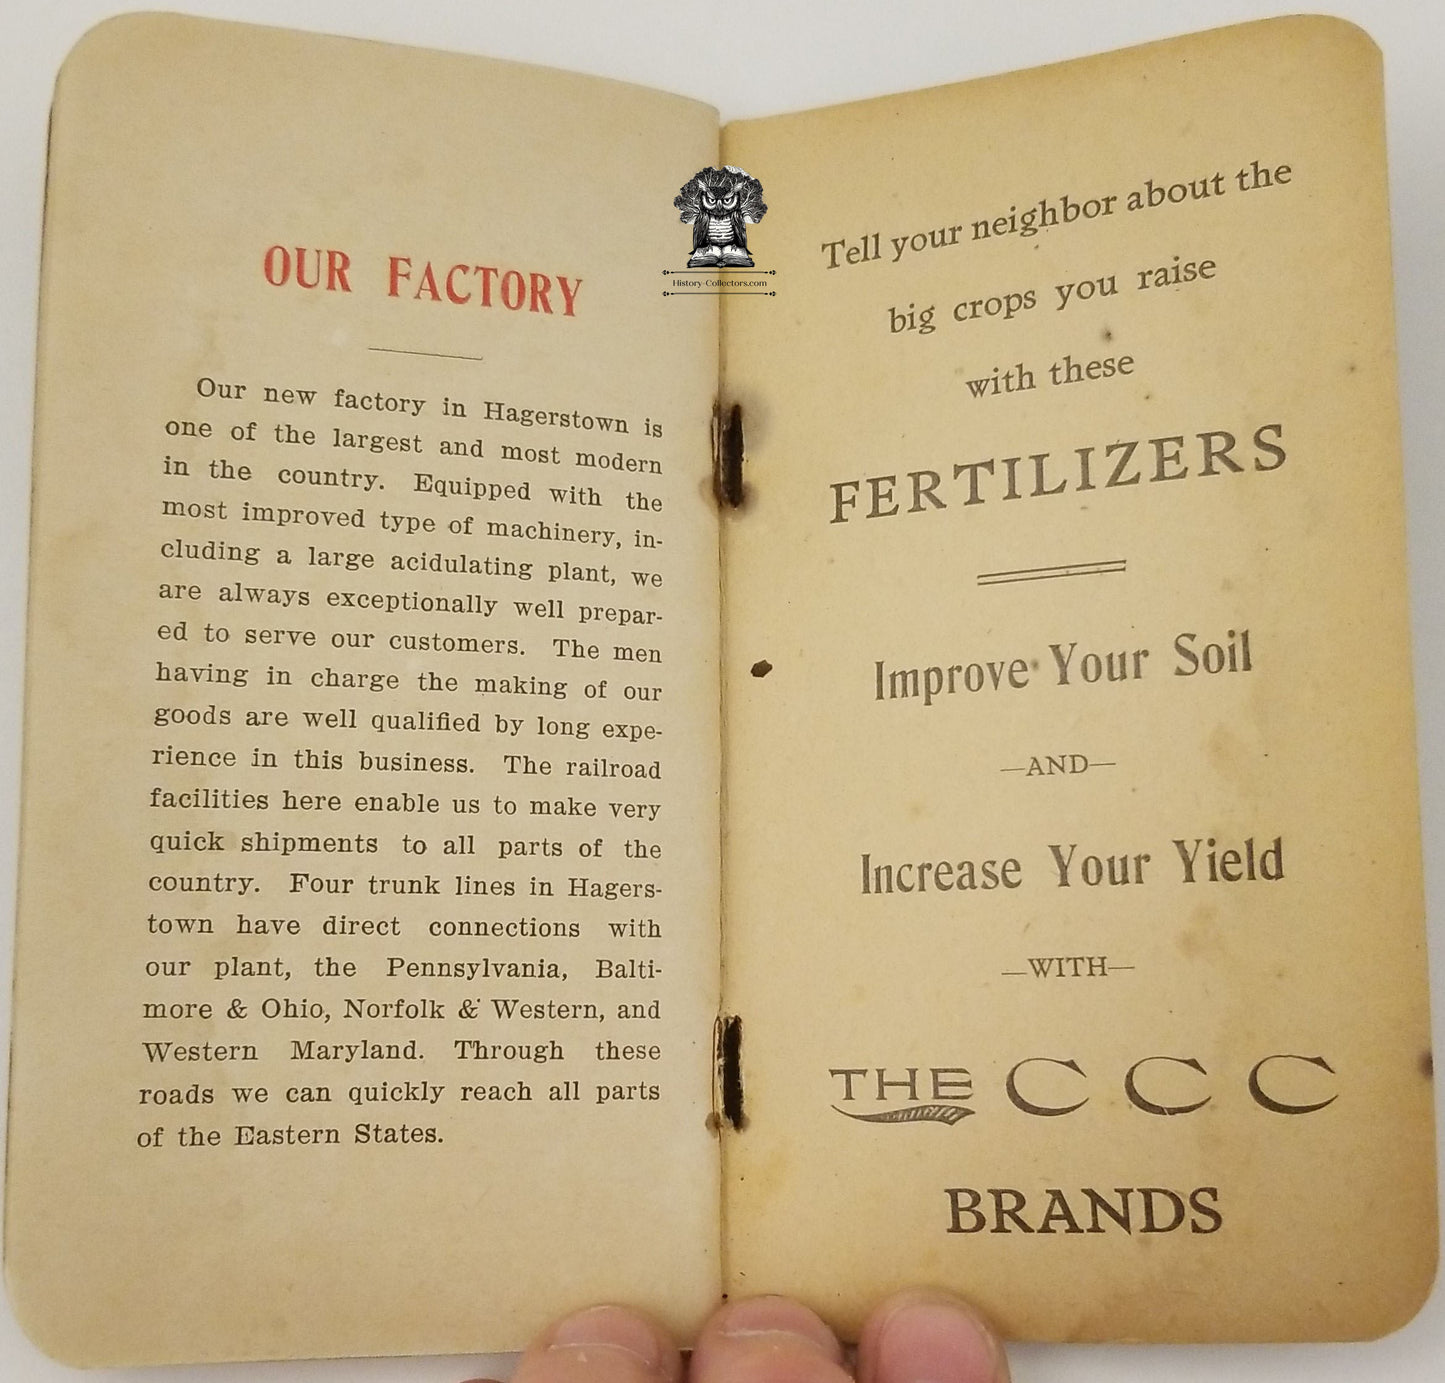 OUR FACTORY
Our new factory in Hagerstown is
one of the largest and most modern
in the country. Equipped with the
most improved type of machinery, in-
cluding a large acidulating plant, we
are always exceptionally well prepar-
ed to serve our customers. The men
having in charge the making of our
goods are well qualified by long expe-
rience in this business. The railroad
facilities here enable us to make very
quick shipments to all parts of the
country. Four trunk lines in Hagers-
town have direct connections with
our plant, the Pennsylvania, Balti-
more & Ohio, Norfolk & Western, and
Western Maryland. Through these
roads we can quickly reach all parts
of the Eastern States.
History-Collectors.com
Tell your neighbor about the
big crops you raise
with these
FERTILIZERS
Improve Your Soil
—AND—
Increase Your Yield
—WITH—
THE C C C
BRANDS